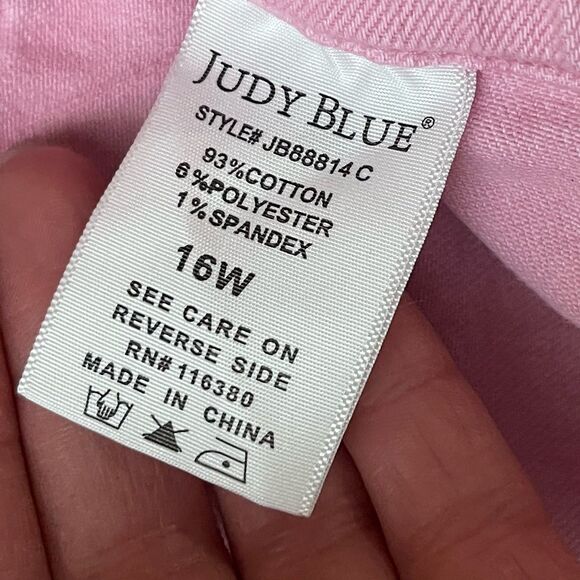 JUDY BLUE®
STYLE# JB88814 C
93%COTTON
6%POLYESTER
1%SPANDEX
16W
SEE CARE ON
REVERSE SIDE
RN# 116380
MADE IN CHINA